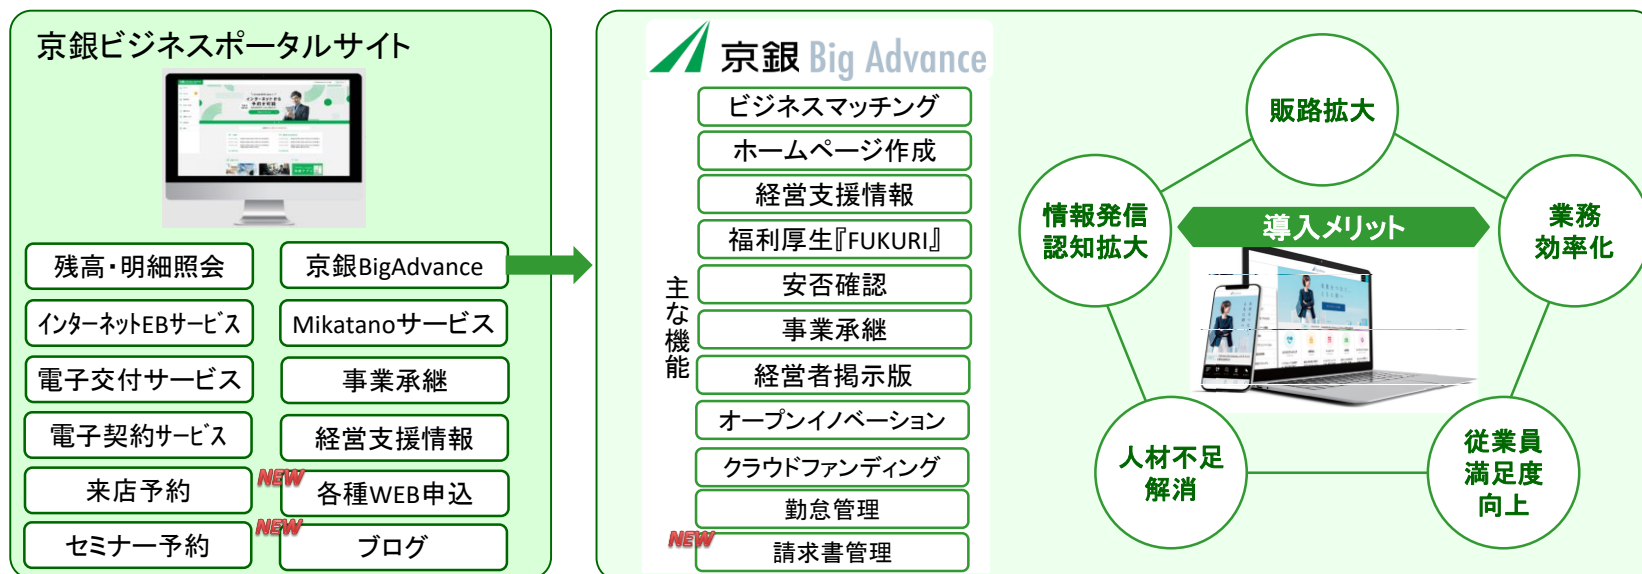 京銀ビジネスポータルサイト
残高・明細照会
インターネットEBサービス
電子交付サービス
電子契約サービス
来店予約
セミナー予約
京銀BigAdvance
Mikatanoサービス
事業承継
経営支援情報
NEW
各種WEB申込
NEW
ブログ
京銀 Big Advance
主な機能
ビジネスマッチング
ホームページ作成
経営支援情報
福利厚生『FUKURI』
安否確認
事業承継
経営者掲示版
オープンイノベーション
クラウドファンディング
勤怠管理
NEW
請求書管理
導入メリット
販路拡大
業務
効率化
従業員
満足度
向上
人材不足
解消
情報発信
認知拡大